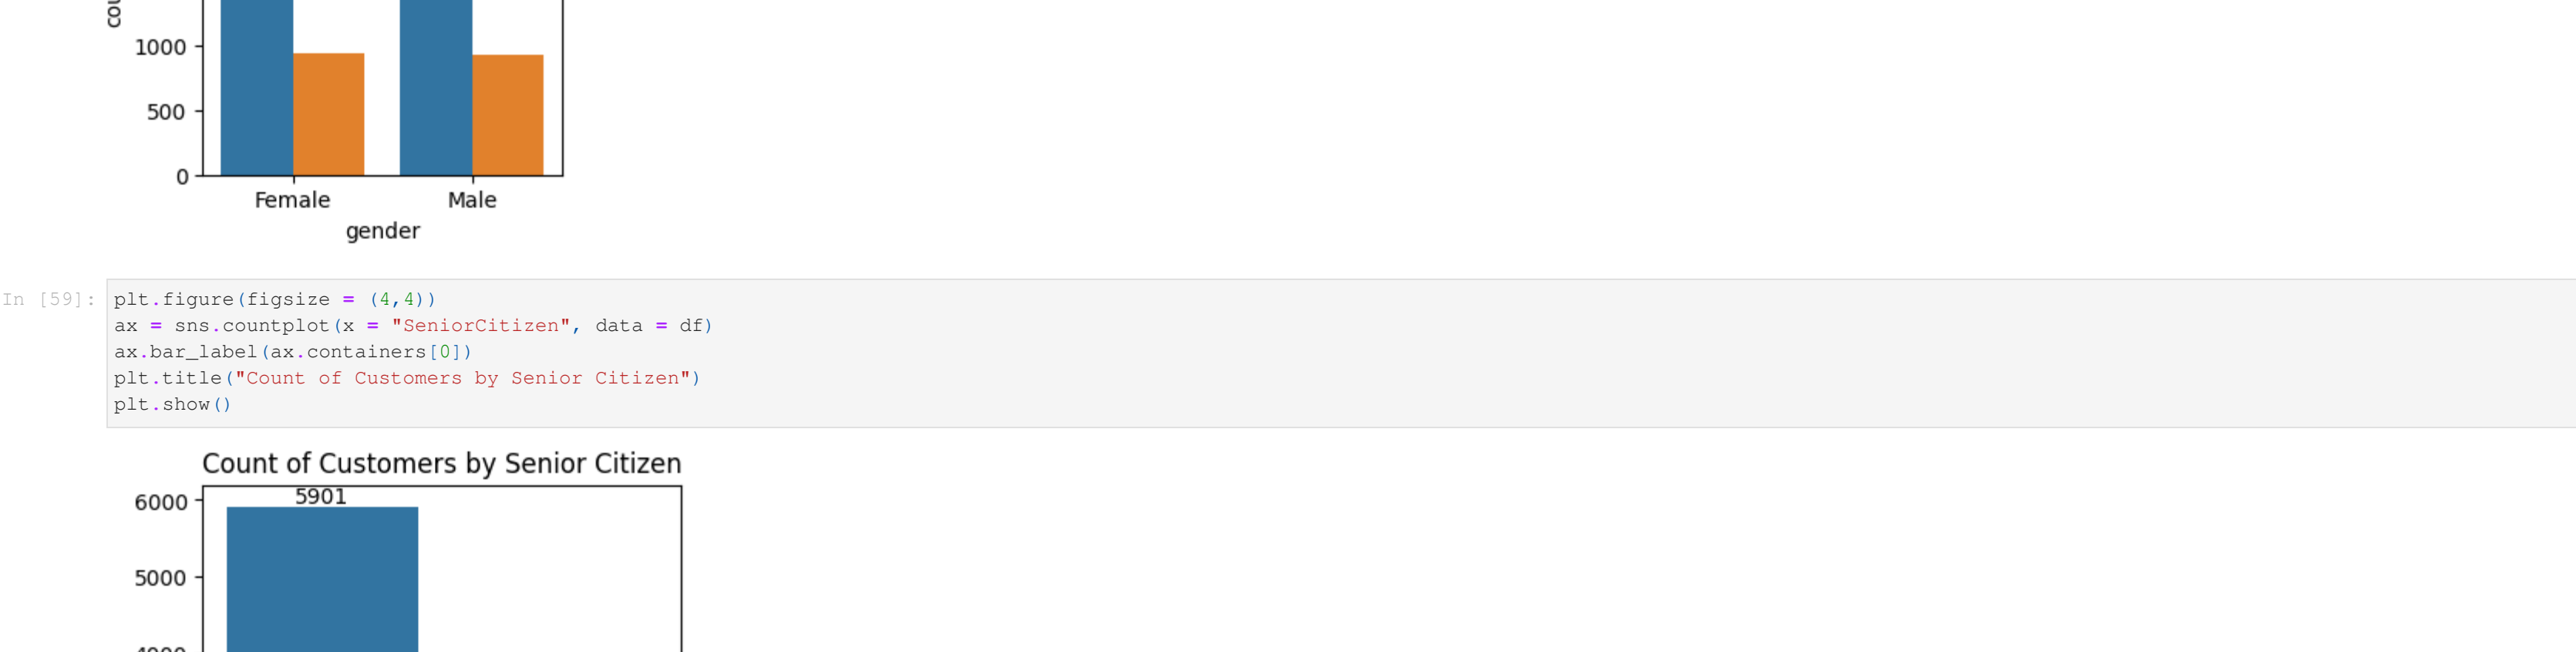 1000
500
0
Female Male
gender
In [59]: plt.figure(figsize = (4,4))
ax = sns.countplot(x = "SeniorCitizen", data = df)
ax.bar_label(ax.containers[0])
plt.title("Count of Customers by Senior Citizen")
plt.show()
Count of Customers by Senior Citizen
5901
6000
5000